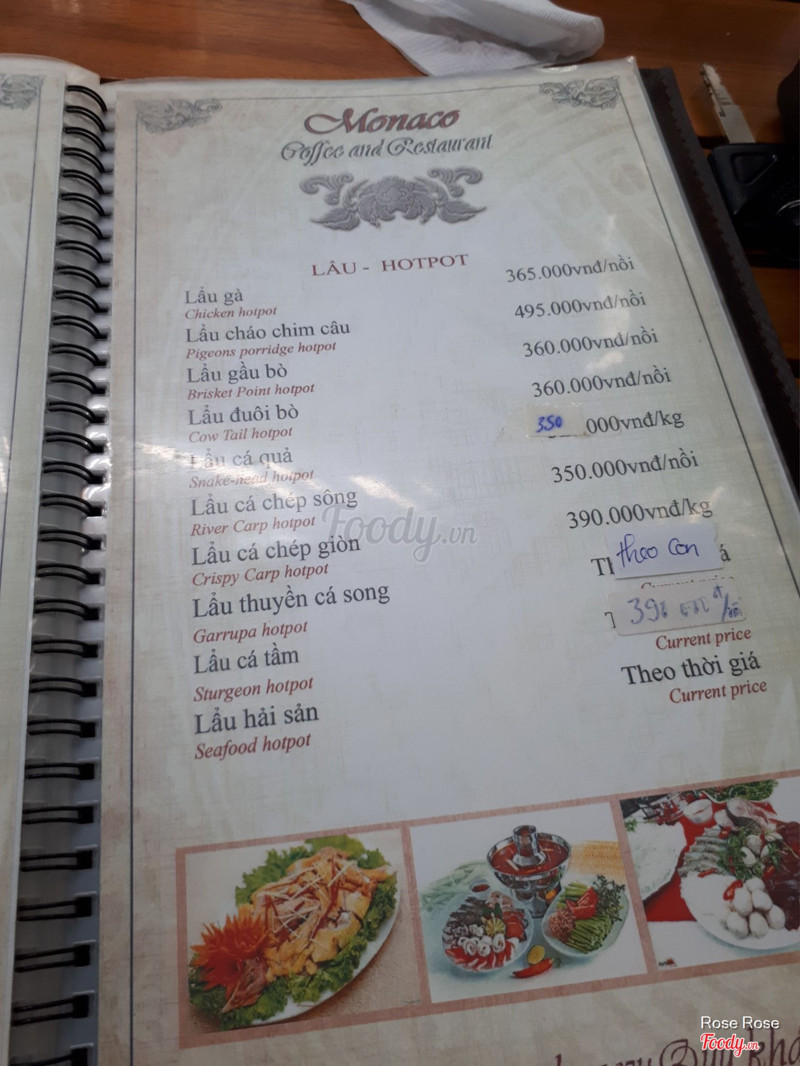 Monaco
Coffee and Restaurant
LẨU - HOTPOT
Lẩu gà 365.000vnđ/nồi
Chicken hotpot
Lẩu cháo chim câu 495.000vnđ/nồi
Pigeons porridge hotpot
Lẩu gầu bò 360.000vnđ/nồi
Brisket Point hotpot
Lẩu đuôi bò 360.000vnđ/nồi
Cow Tail hotpot
Lẩu cá quả 350 .000vnđ/kg
Snake-head hotpot
Lẩu cá chép sông 350.000vnđ/nồi
River Carp hotpot
Lẩu cá chép giòn 390.000vnđ/kg
Crispy Carp hotpot
Lẩu thuyền cá song theo con
Garrupa hotpot
Lẩu cá tầm
Sturgeon hotpot Current price
Lẩu hải sản Theo thời giá
Seafood hotpot Current price
Foody.vn
Rose Rose
Foody.vn